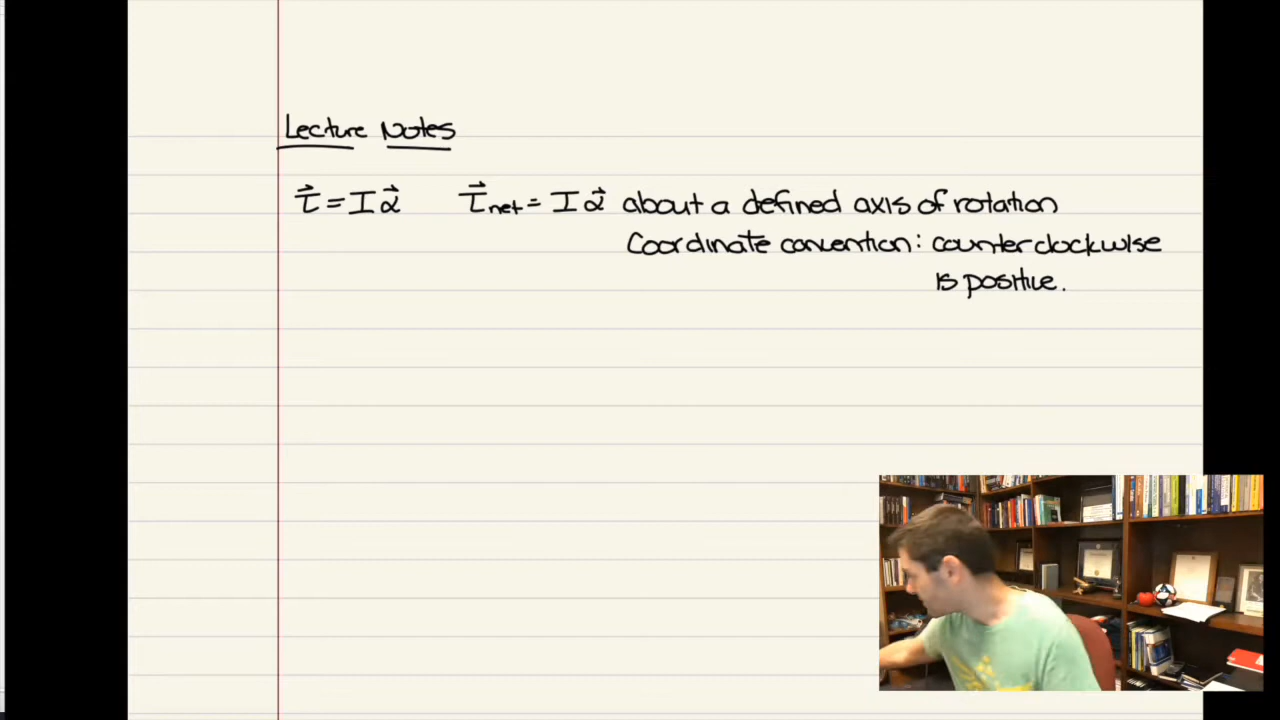 Lecture Notes
τ⃗ = Iα⃗   τ⃗net = Iα⃗ about a defined axis of rotation
Coordinate convention: counterclockwise
is positive.